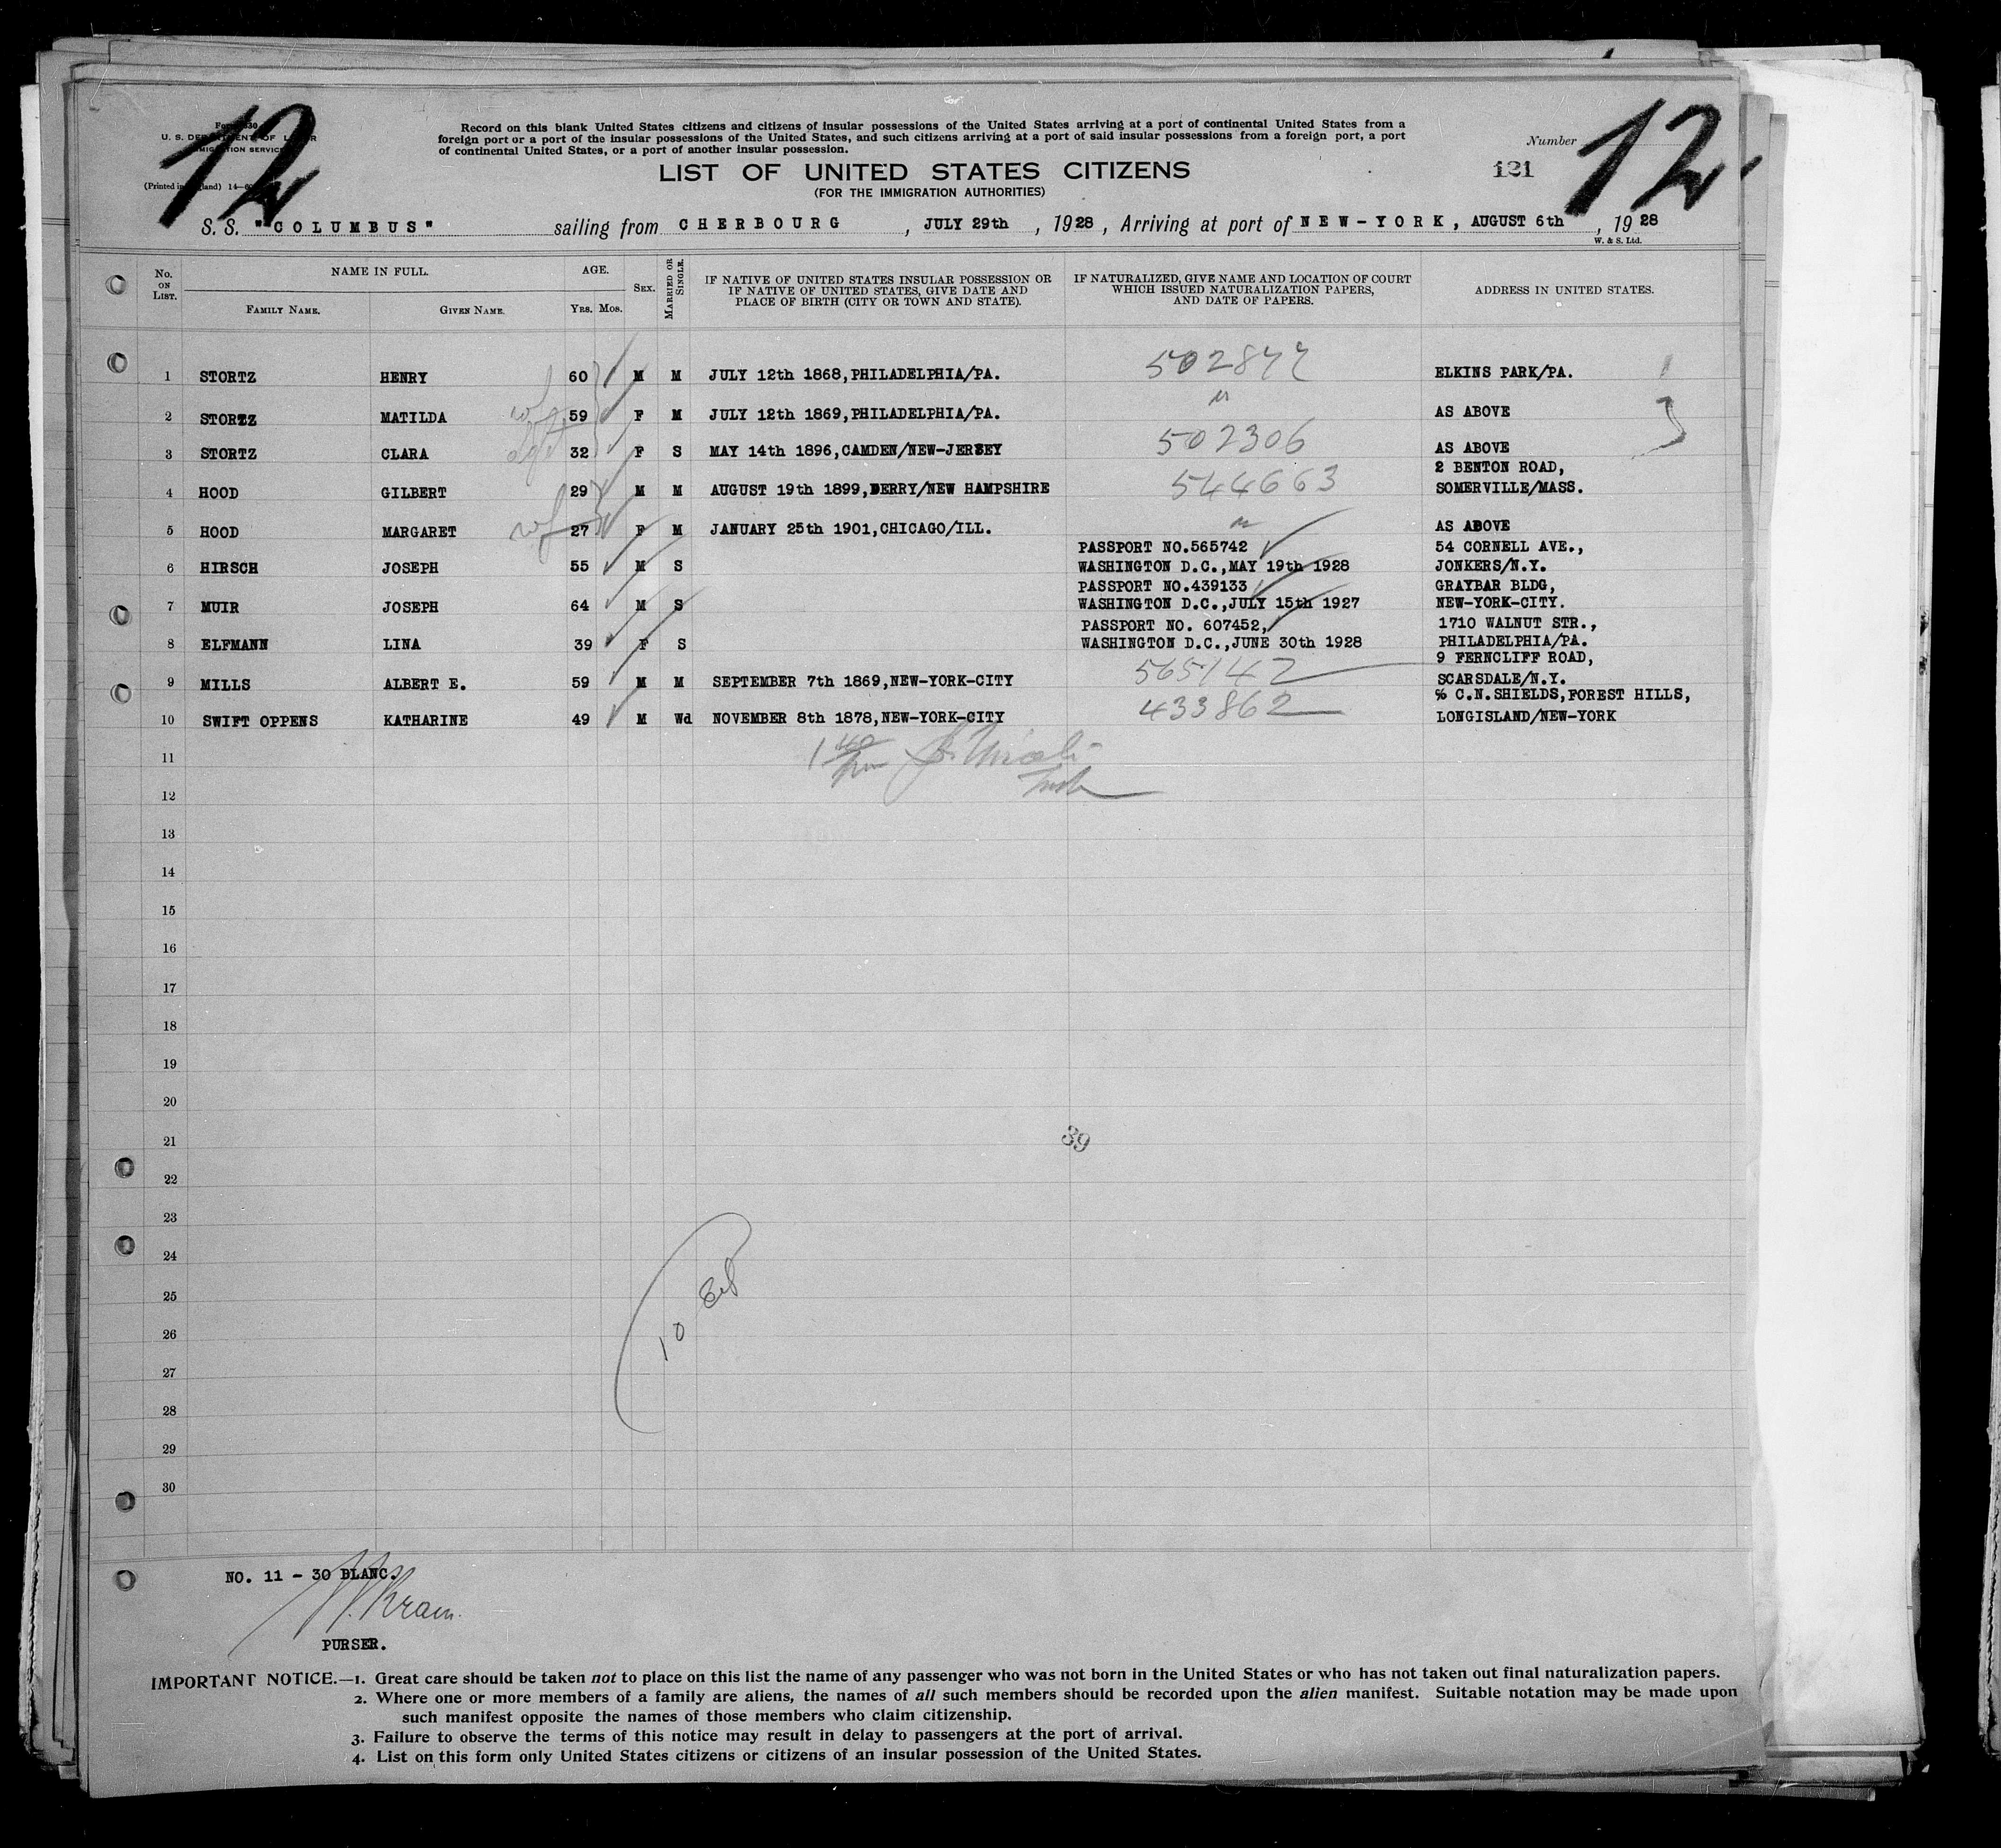 12
12
U. S. DEPARTMENT OF LABOR
IMMIGRATION SERVICE
Record on this blank United States citizens and citizens of insular possessions of the United States arriving at a port of continental United States from a
foreign port or a port of the insular possessions of the United States, and such citizens arriving at a port of said insular possessions from a foreign port, a port
of continental United States, or a port of another insular possession.
Number
LIST OF UNITED STATES CITIZENS
121
(FOR THE IMMIGRATION AUTHORITIES)
S. S. "COLUMBUS" sailing from CHERBOURG, JULY 29th, 1928, Arriving at port of NEW-YORK, AUGUST 6th, 1928
W. & S. Ltd.
No. ON LIST. NAME IN FULL. FAMILY NAME. GIVEN NAME. AGE. YRS. MOS. SEX. MARRIED OR SINGLE. IF NATIVE OF UNITED STATES INSULAR POSSESSION OR IF NATIVE OF UNITED STATES, GIVE DATE AND PLACE OF BIRTH (CITY OR TOWN AND STATE). IF NATURALIZED, GIVE NAME AND LOCATION OF COURT WHICH ISSUED NATURALIZATION PAPERS, AND DATE OF PAPERS. ADDRESS IN UNITED STATES.
1 STORTZ HENRY 60 M M JULY 12th 1868,PHILADELPHIA/PA. ELKINS PARK/PA.
2 STORTZ MATILDA wf 59 F M JULY 12th 1869,PHILADELPHIA/PA. " AS ABOVE
3 STORTZ CLARA dgt 32 F S MAY 14th 1896,CAMDEN/NEW-JERSEY 502306 AS ABOVE
2 BENTON ROAD,
4 HOOD GILBERT 29 M M AUGUST 19th 1899,DERRY/NEW HAMPSHIRE 544663 SOMERVILLE/MASS.
5 HOOD MARGARET wf 27 F M JANUARY 25th 1901,CHICAGO/ILL. " AS ABOVE
PASSPORT NO.565742 54 CORNELL AVE.,
6 HIRSCH JOSEPH 55 M S WASHINGTON D.C.,MAY 19th 1928 JONKERS/N.Y.
PASSPORT NO.439133 GRAYBAR BLDG,
7 MUIR JOSEPH 64 M S WASHINGTON D.C.,JULY 15th 1927 NEW-YORK-CITY.
PASSPORT NO. 607452, 1710 WALNUT STR.,
8 ELFMANN LINA 39 F S WASHINGTON D.C.,JUNE 30th 1928 PHILADELPHIA/PA.
9 FERNCLIFF ROAD,
9 MILLS ALBERT E. 59 M M SEPTEMBER 7th 1869,NEW-YORK-CITY 565142 SCARSDALE/N.Y.
℅ C.N.SHIELDS,FOREST HILLS,
10 SWIFT OPPENS KATHARINE 49 M Wd NOVEMBER 8th 1878,NEW-YORK-CITY 433862 LONGISLAND/NEW-YORK
11
12
13
14
15
16
17
18
19
20
21
39
22
23
24
25
26
10
27
28
29
30
NO. 11 - 30 BLANC.
PURSER.
IMPORTANT NOTICE.—1. Great care should be taken not to place on this list the name of any passenger who was not born in the United States or who has not taken out final naturalization papers.
2. Where one or more members of a family are aliens, the names of all such members should be recorded upon the alien manifest. Suitable notation may be made upon
such manifest opposite the names of those members who claim citizenship.
3. Failure to observe the terms of this notice may result in delay to passengers at the port of arrival.
4. List on this form only United States citizens or citizens of an insular possession of the United States.